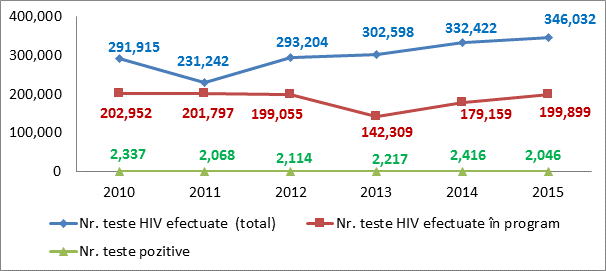 400,000
346,032
332,422
302,598
291,915
293,204
300,000
231,242
200,000
202,952 201,797 199,055 179,159 199,899
142,309
100,000
2,337 2,068 2,114 2,217 2,416 2,046
0
2010 2011 2012 2013 2014 2015
Nr. teste HIV efectuate (total) Nr. teste HIV efectuate în program
Nr. teste pozitive